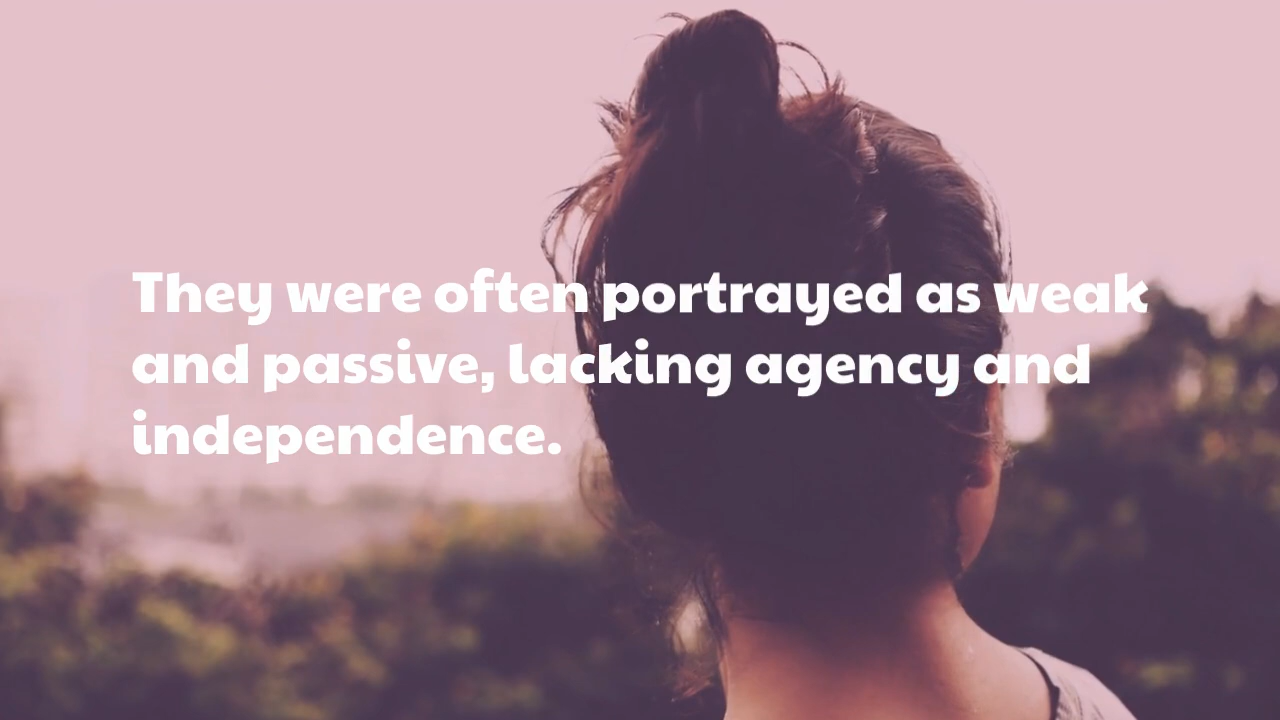 They were often portrayed as weak
and passive, lacking agency and
independence.